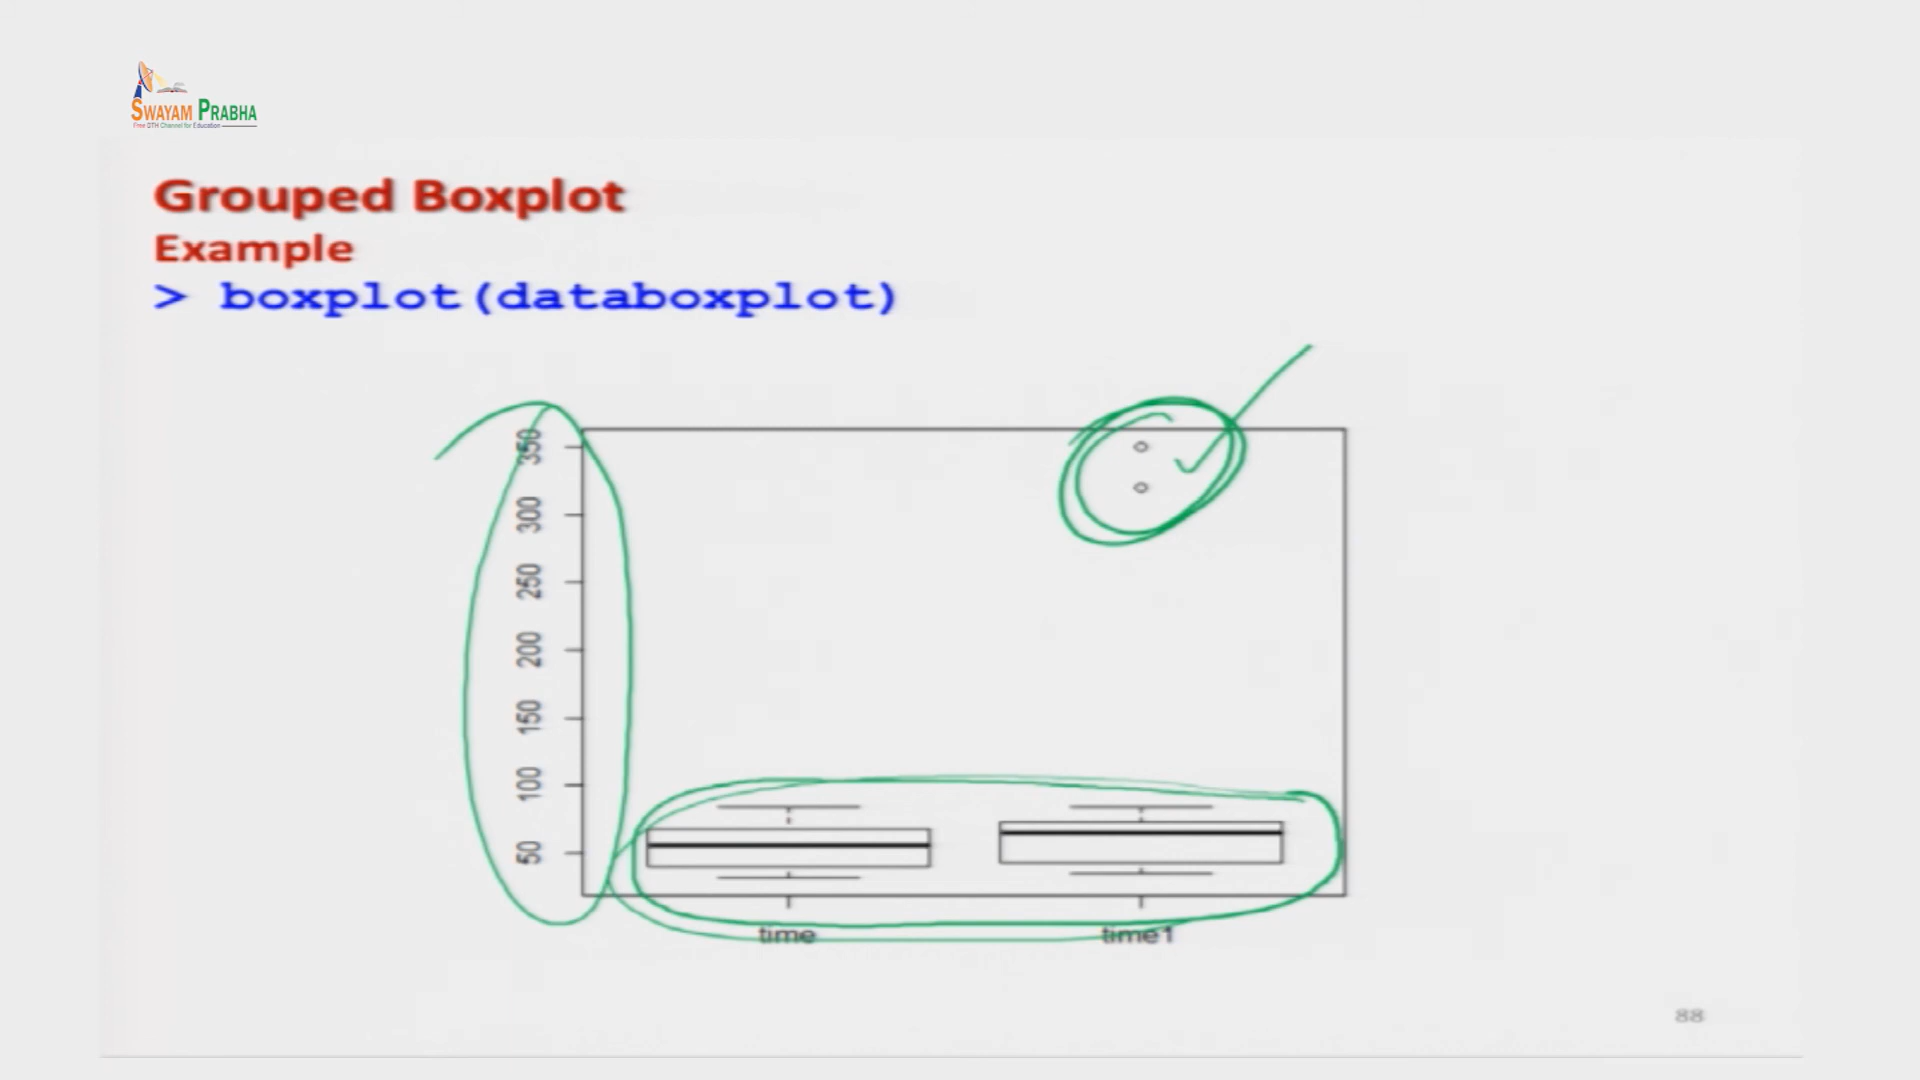 SWAYAM PRABHA
Free DTH Channel for Education
Grouped Boxplot
Example
> boxplot(databoxplot)
350
300
250
200
150
100
50
time time1
88